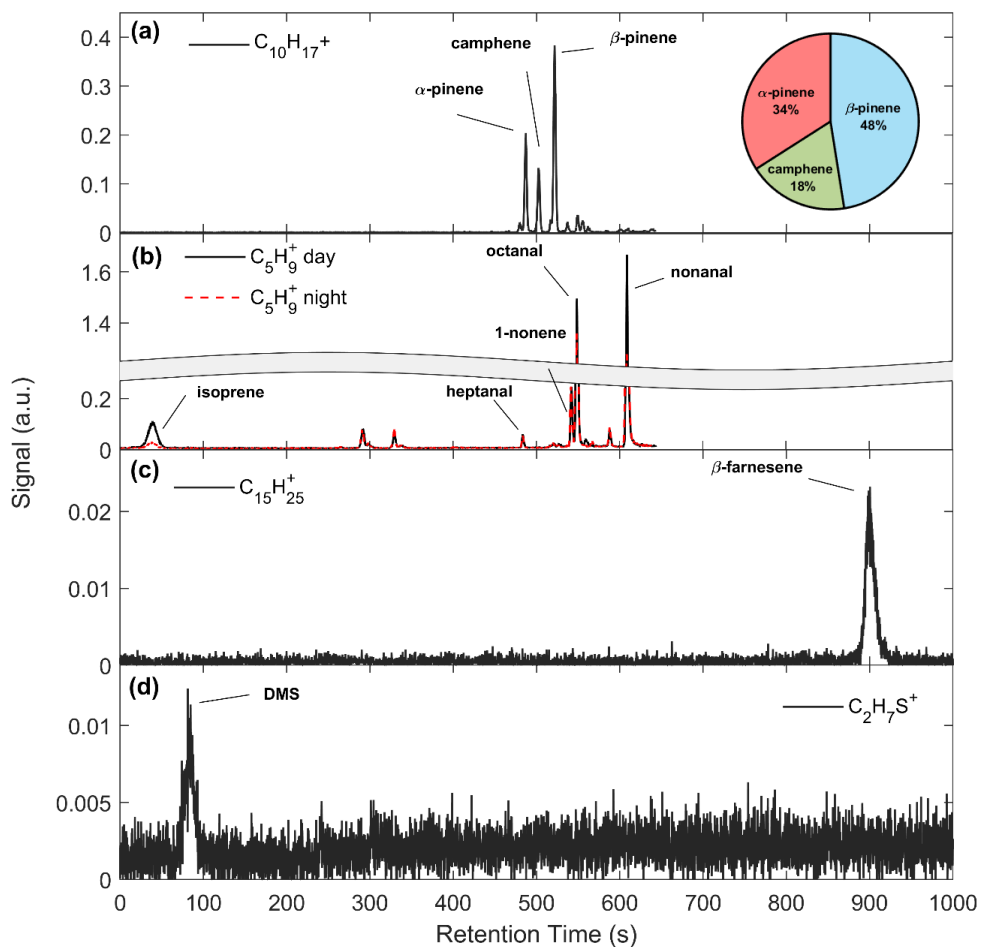 (a)
C10H17+
camphene
β-pinene
α-pinene
α-pinene
34%
β-pinene
48%
camphene
18%
0.4
0.3
0.2
0.1
0
(b)
C5H9+ day
C5H9+ night
octanal
nonanal
1-nonene
isoprene
heptanal
1.6
1.4
0.2
0
Signal (a.u.)
(c)
C15H25+
β-farnesene
0.02
0.01
0
(d)
DMS
C2H7S+
0.01
0.005
0
0 100 200 300 400 500 600 700 800 900 1000
Retention Time (s)